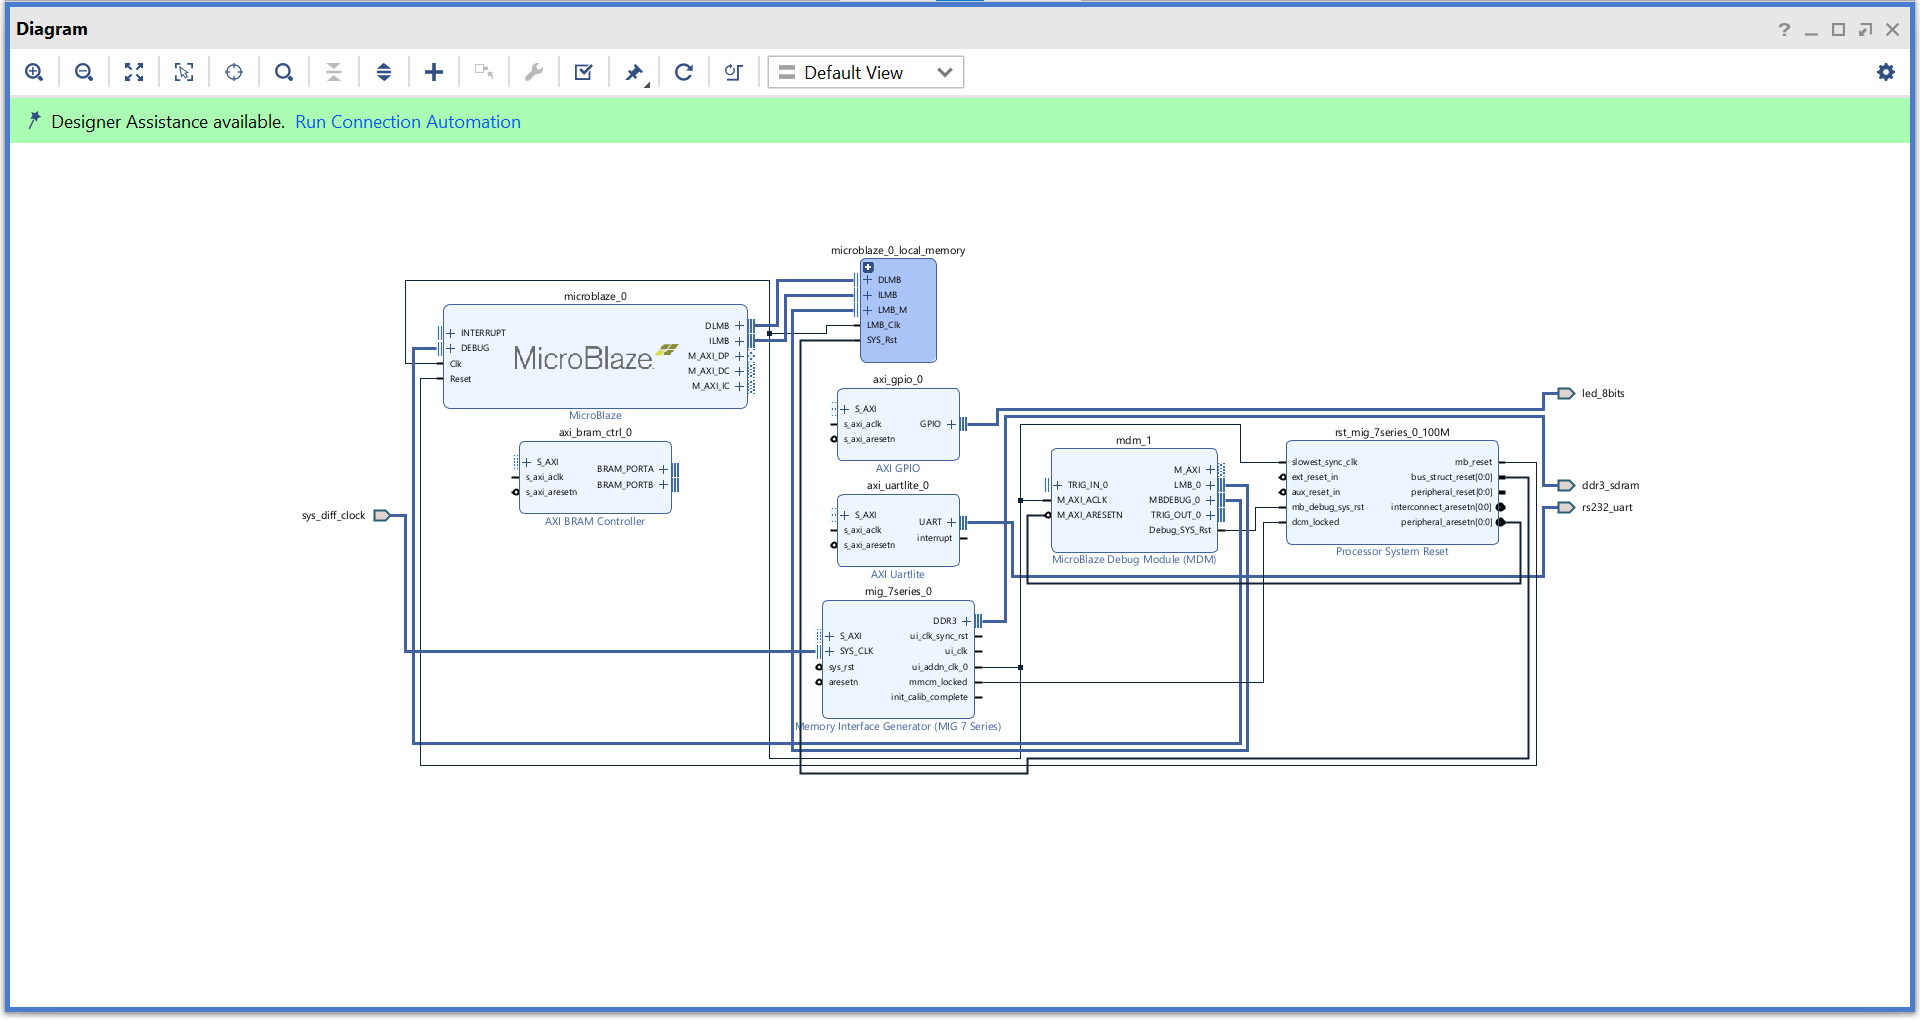 Diagram
Default View
Designer Assistance available. Run Connection Automation
microblaze_0_local_memory
DLMB
ILMB
LMB_M
LMB_Clk
SYS_Rst
microblaze_0
INTERRUPT
DEBUG
Clk
Reset
MicroBlaze
DLMB
ILMB
M_AXI_DP
M_AXI_DC
M_AXI_IC
MicroBlaze
axi_bram_ctrl_0
S_AXI
s_axi_aclk
s_axi_aresetn
BRAM_PORTA
BRAM_PORTB
AXI BRAM Controller
sys_diff_clock
axi_gpio_0
S_AXI
s_axi_aclk
s_axi_aresetn
GPIO
AXI GPIO
axi_uartlite_0
S_AXI
s_axi_aclk
s_axi_aresetn
UART
interrupt
AXI Uartlite
mig_7series_0
S_AXI
SYS_CLK
sys_rst
aresetn
DDR3
ui_clk_sync_rst
ui_clk
ui_addn_clk_0
mmcm_locked
init_calib_complete
Memory Interface Generator (MIG 7 Series)
mdm_1
TRIG_IN_0
M_AXI_ACLK
M_AXI_ARESETN
M_AXI
LMB_0
MBDEBUG_0
TRIG_OUT_0
Debug_SYS_Rst
MicroBlaze Debug Module (MDM)
rst_mig_7series_0_100M
slowest_sync_clk
ext_reset_in
aux_reset_in
mb_debug_sys_rst
dcm_locked
mb_reset
bus_struct_reset[0:0]
peripheral_reset[0:0]
interconnect_aresetn[0:0]
peripheral_aresetn[0:0]
Processor System Reset
led_8bits
ddr3_sdram
rs232_uart